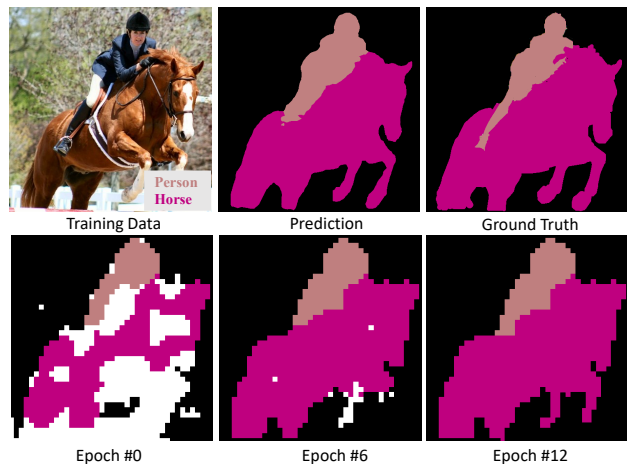 Person
Horse
Training Data
Prediction
Ground Truth
Epoch #0
Epoch #6
Epoch #12